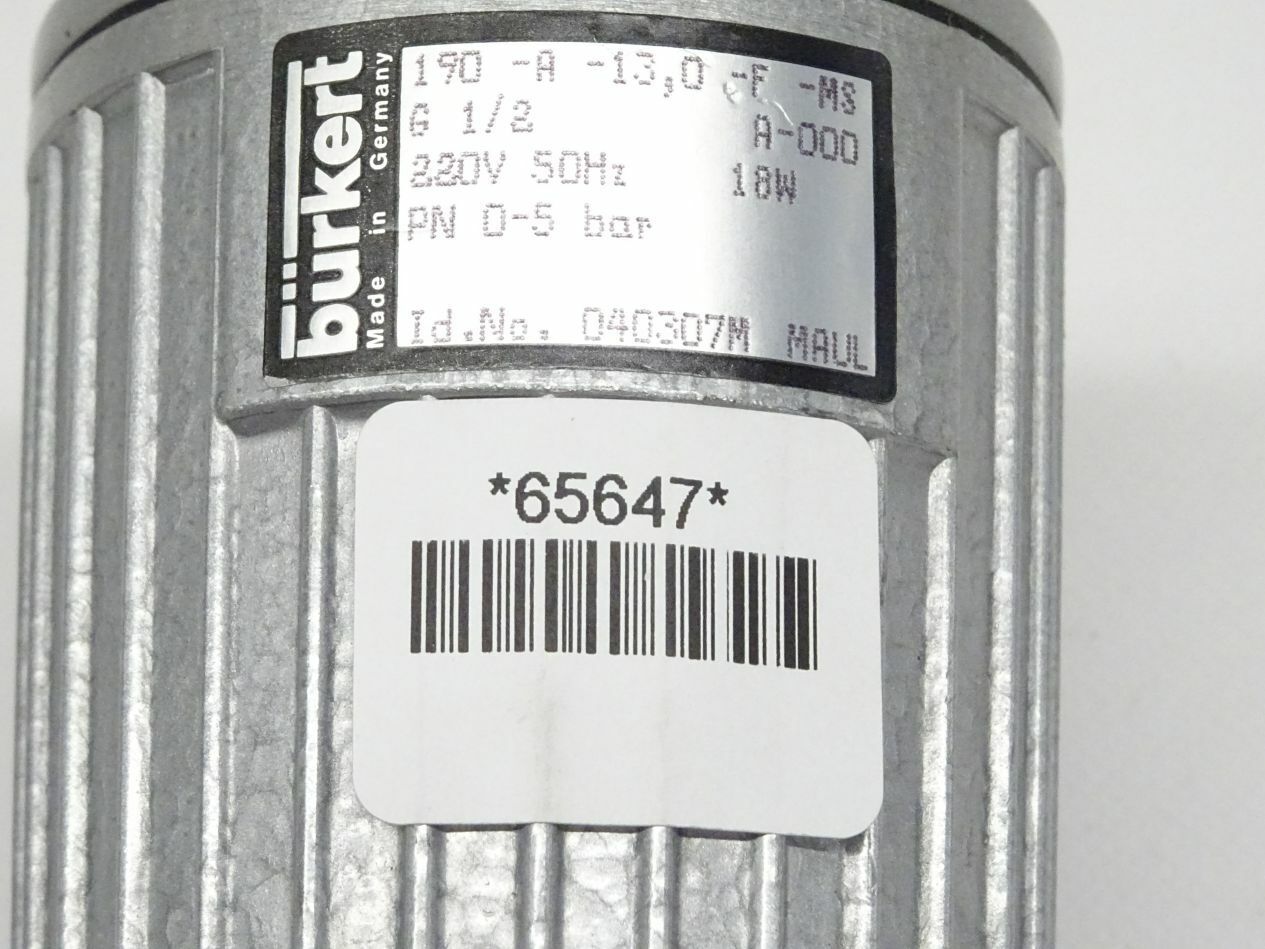 bürkert
Made in Germany
190 -A -13,0 -F -MS
G 1/2 A-000
220V 50Hz 18W
PN 0-5 bar
Id.No. 040307M
*65647*